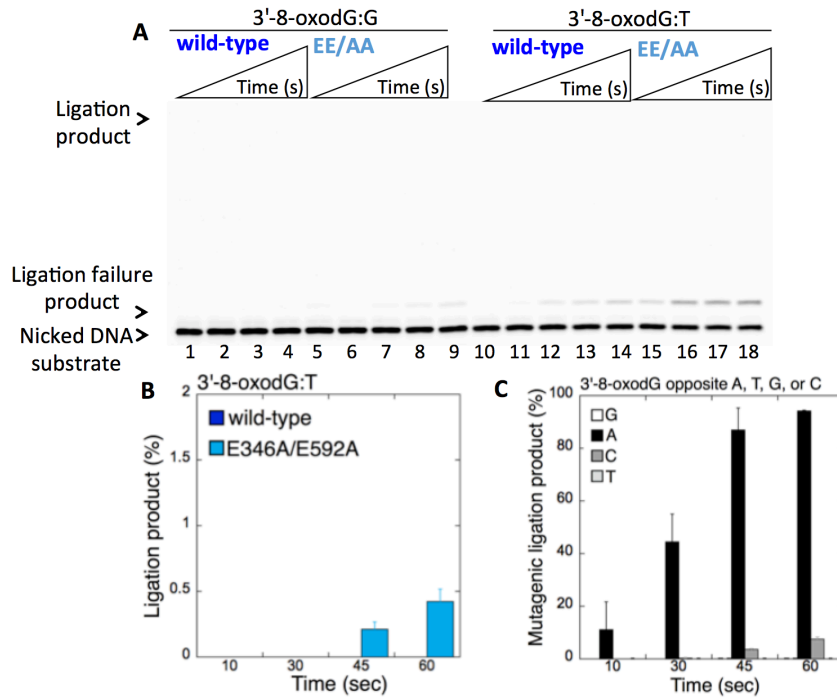 A
3'-8-oxodG:G
3'-8-oxodG:T
wild-type EE/AA
wild-type EE/AA
Time (s)
Time (s)
Time (s)
Time (s)
Ligation
product
Ligation failure
product
Nicked DNA
substrate
1 2 3 4 5 6 7 8 9 10 11 12 13 14 15 16 17 18
B
3'-8-oxodG:T
wild-type
E346A/E592A
Ligation product (%)
2
1.5
1
0.5
0
10 30 45 60
Time (sec)
C
3'-8-oxodG opposite A, T, G, or C
G
A
C
T
Mutagenic ligation product (%)
100
80
60
40
20
0
10 30 45 60
Time (sec)